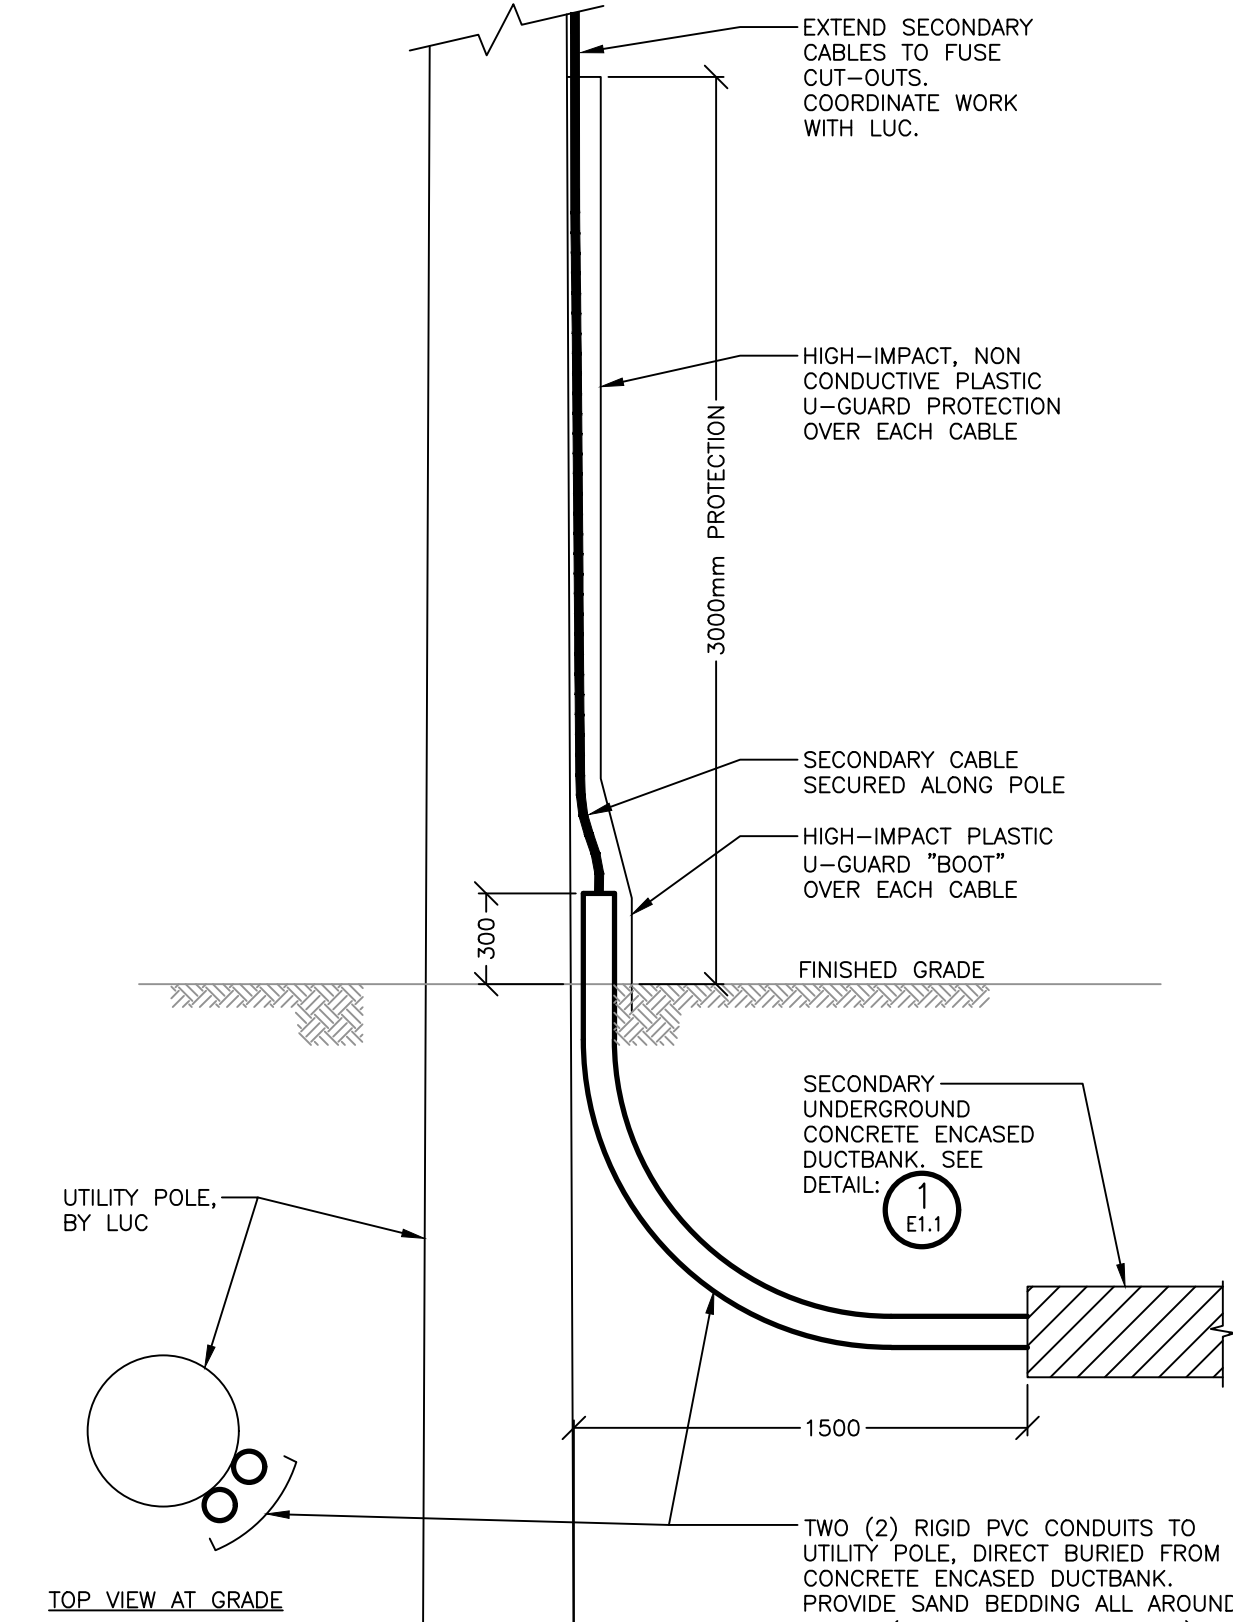 EXTEND SECONDARY
CABLES TO FUSE
CUT-OUTS.
COORDINATE WORK
WITH LUC.
HIGH-IMPACT, NON
CONDUCTIVE PLASTIC
U-GUARD PROTECTION
OVER EACH CABLE
3000mm PROTECTION
SECONDARY CABLE
SECURED ALONG POLE
HIGH-IMPACT PLASTIC
U-GUARD "BOOT"
OVER EACH CABLE
300
FINISHED GRADE
SECONDARY
UNDERGROUND
CONCRETE ENCASED
DUCTBANK. SEE
DETAIL:
1
E1.1
UTILITY POLE,
BY LUC
1500
TWO (2) RIGID PVC CONDUITS TO
UTILITY POLE, DIRECT BURIED FROM
CONCRETE ENCASED DUCTBANK.
PROVIDE SAND BEDDING ALL AROUND
TOP VIEW AT GRADE